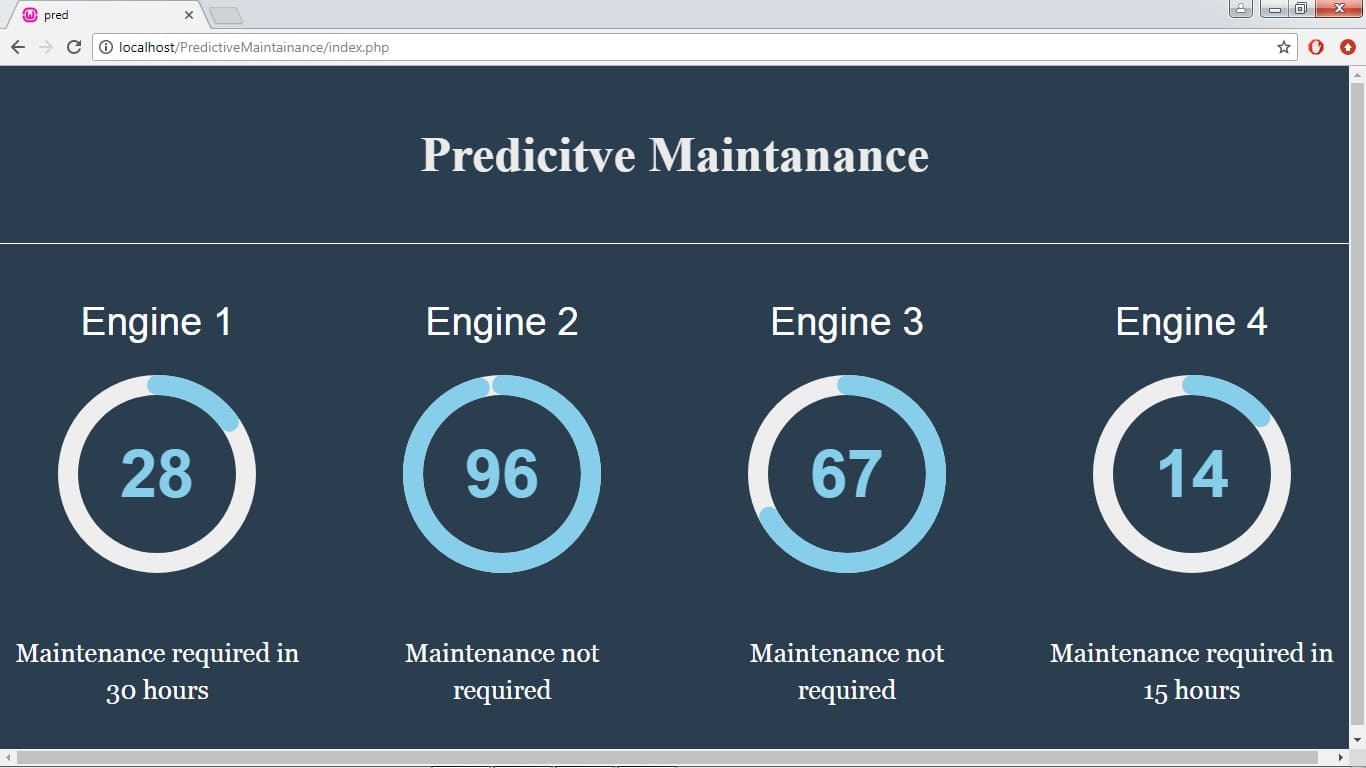 pred
localhost/PredictiveMaintainance/index.php
Predicitve Maintanance
Engine 1
Engine 2
Engine 3
Engine 4
28
96
67
14
Maintenance required in
30 hours
Maintenance not
required
Maintenance not
required
Maintenance required in
15 hours